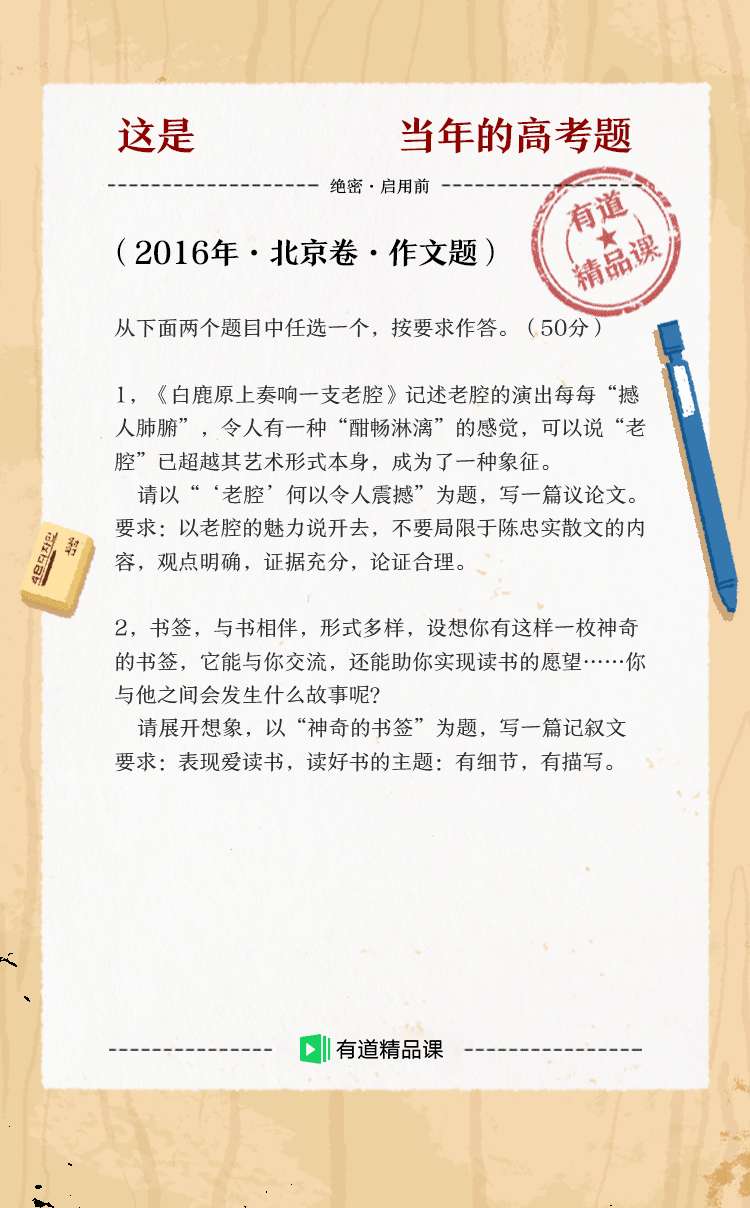 这是 当年的高考题
绝密·启用前
有道
精品课
（2016年·北京卷·作文题）
从下面两个题目中任选一个，按要求作答。（50分）
1，《白鹿原上奏响一支老腔》记述老腔的演出每每“撼
人肺腑”，令人有一种“酣畅淋漓”的感觉，可以说“老
腔”已超越其艺术形式本身，成为了一种象征。
请以“‘老腔’何以令人震撼”为题，写一篇议论文。
要求：以老腔的魅力说开去，不要局限于陈忠实散文的内
容，观点明确，证据充分，论证合理。
2，书签，与书相伴，形式多样，设想你有这样一枚神奇
的书签，它能与你交流，还能助你实现读书的愿望……你
与他之间会发生什么故事呢？
请展开想象，以“神奇的书签”为题，写一篇记叙文
要求：表现爱读书，读好书的主题：有细节，有描写。
有道精品课